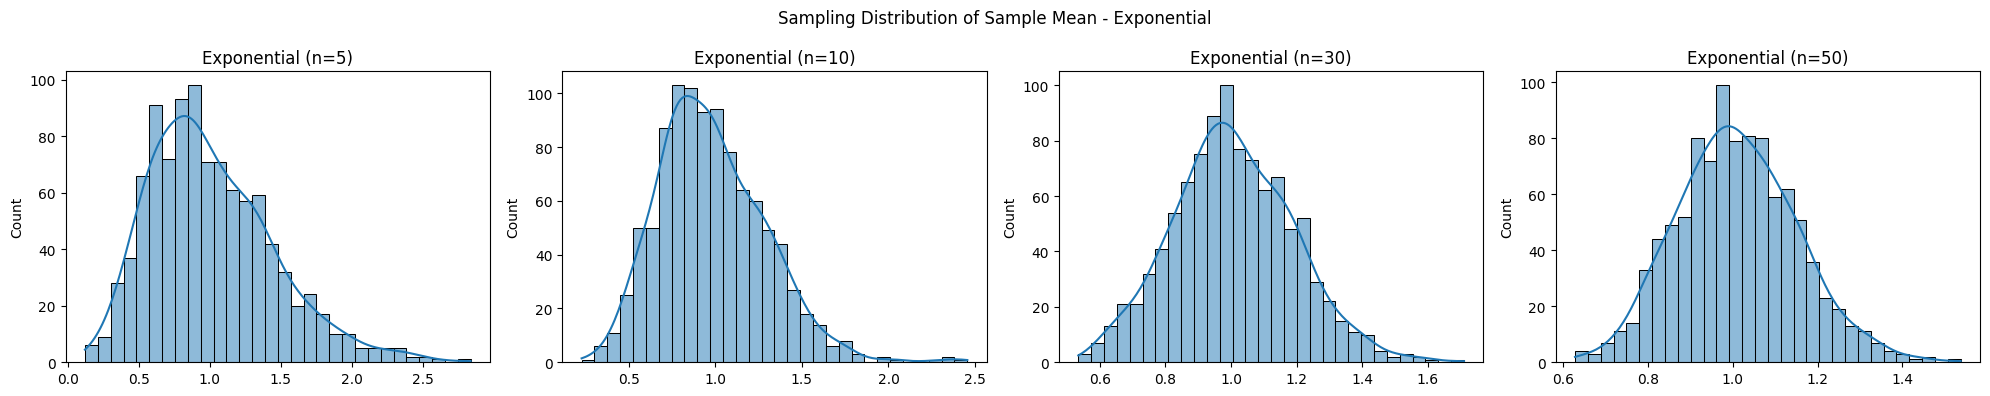 Sampling Distribution of Sample Mean - Exponential
Exponential (n=5)
Exponential (n=10)
Exponential (n=30)
Exponential (n=50)
Count
100
80
60
40
20
0
0.0 0.5 1.0 1.5 2.0 2.5
Count
100
80
60
40
20
0
0.5 1.0 1.5 2.0 2.5
Count
100
80
60
40
20
0
0.6 0.8 1.0 1.2 1.4 1.6
Count
100
80
60
40
20
0
0.6 0.8 1.0 1.2 1.4